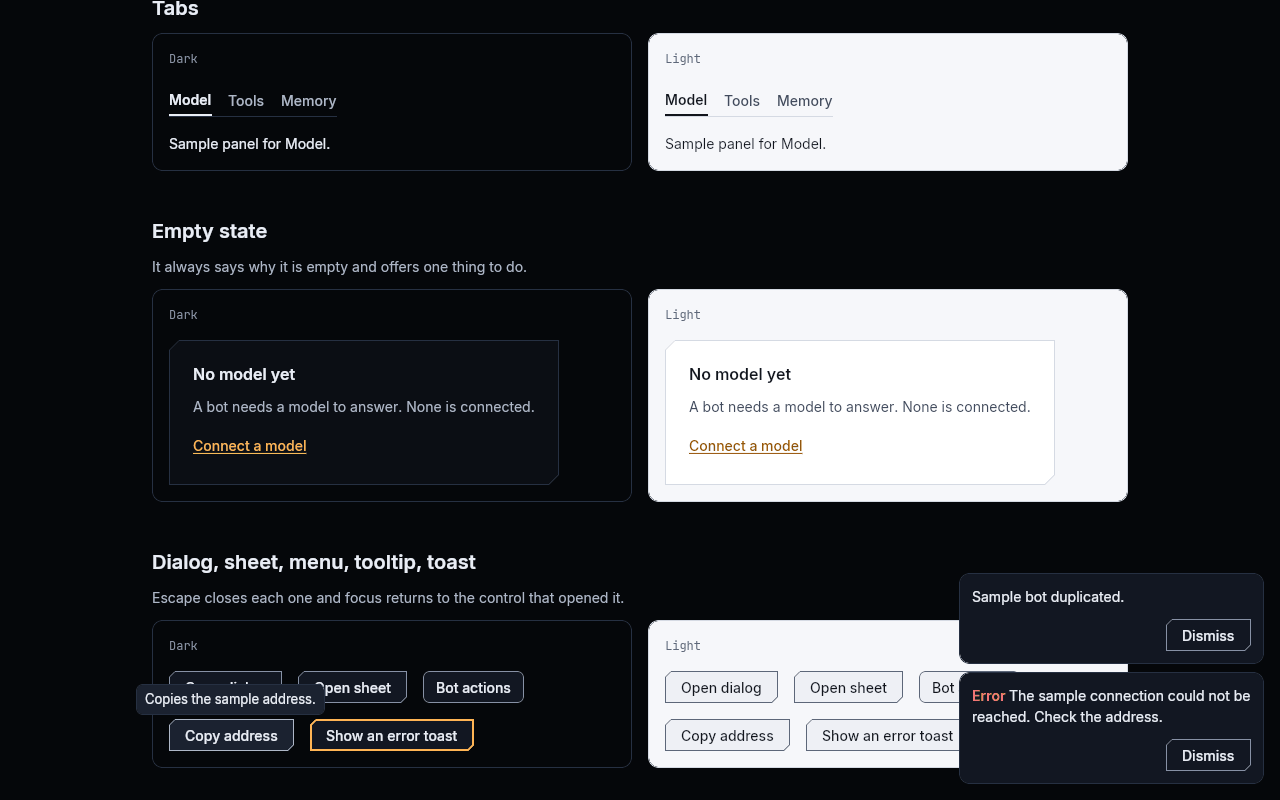 Tabs
Dark
Model Tools Memory
Sample panel for Model.
Light
Model Tools Memory
Sample panel for Model.
Empty state
It always says why it is empty and offers one thing to do.
Dark
No model yet
A bot needs a model to answer. None is connected.
Connect a model
Light
No model yet
A bot needs a model to answer. None is connected.
Connect a model
Dialog, sheet, menu, tooltip, toast
Escape closes each one and focus returns to the control that opened it.
Dark
Open sheet Bot actions
Copies the sample address.
Copy address Show an error toast
Light
Open dialog Open sheet Bot
Copy address Show an error toast
Sample bot duplicated.
Dismiss
Error The sample connection could not be
reached. Check the address.
Dismiss